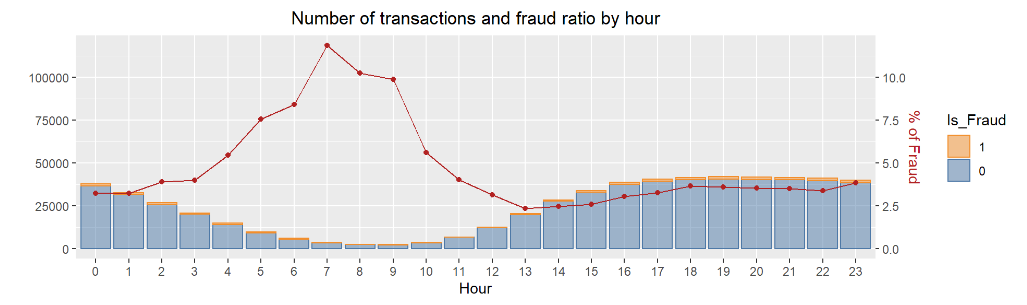 Number of transactions and fraud ratio by hour
100000
75000
50000
25000
0
10.0
7.5
5.0
2.5
0.0
% of Fraud
Is_Fraud
1
0
0 1 2 3 4 5 6 7 8 9 10 11 12 13 14 15 16 17 18 19 20 21 22 23
Hour